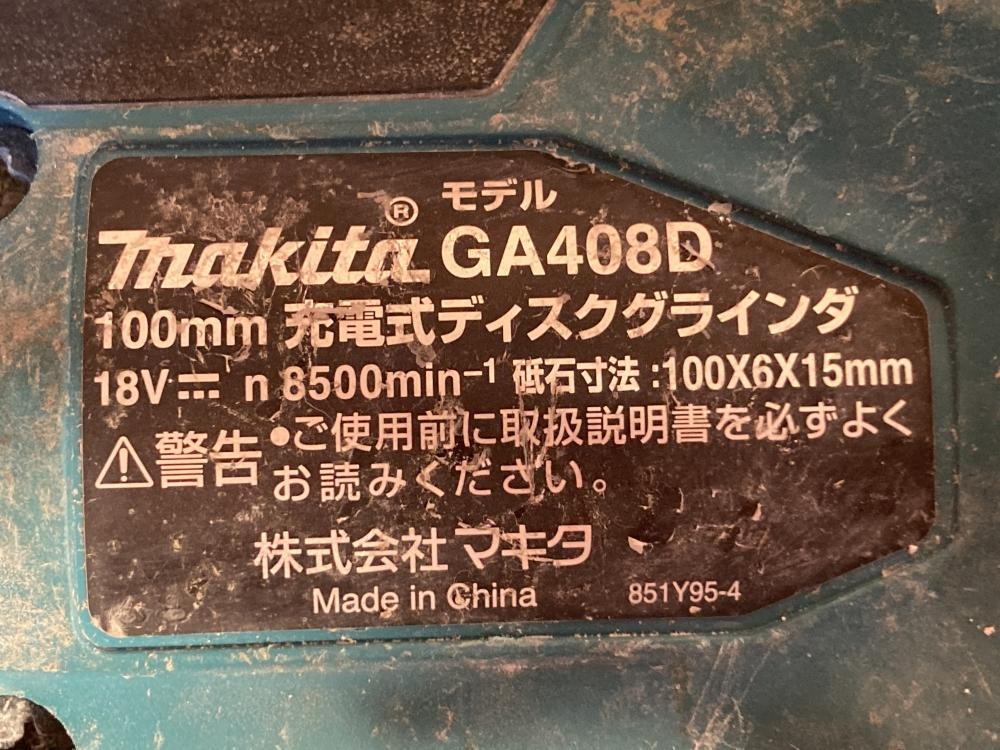 モデル
makita® GA408D
100mm 充電式ディスクグラインダ
18V⎓ n 8500min⁻¹ 砥石寸法:100X6X15mm
⚠警告 ●ご使用前に取扱説明書を必ずよく
お読みください。
株式会社マキタ
Made in China 851Y95-4